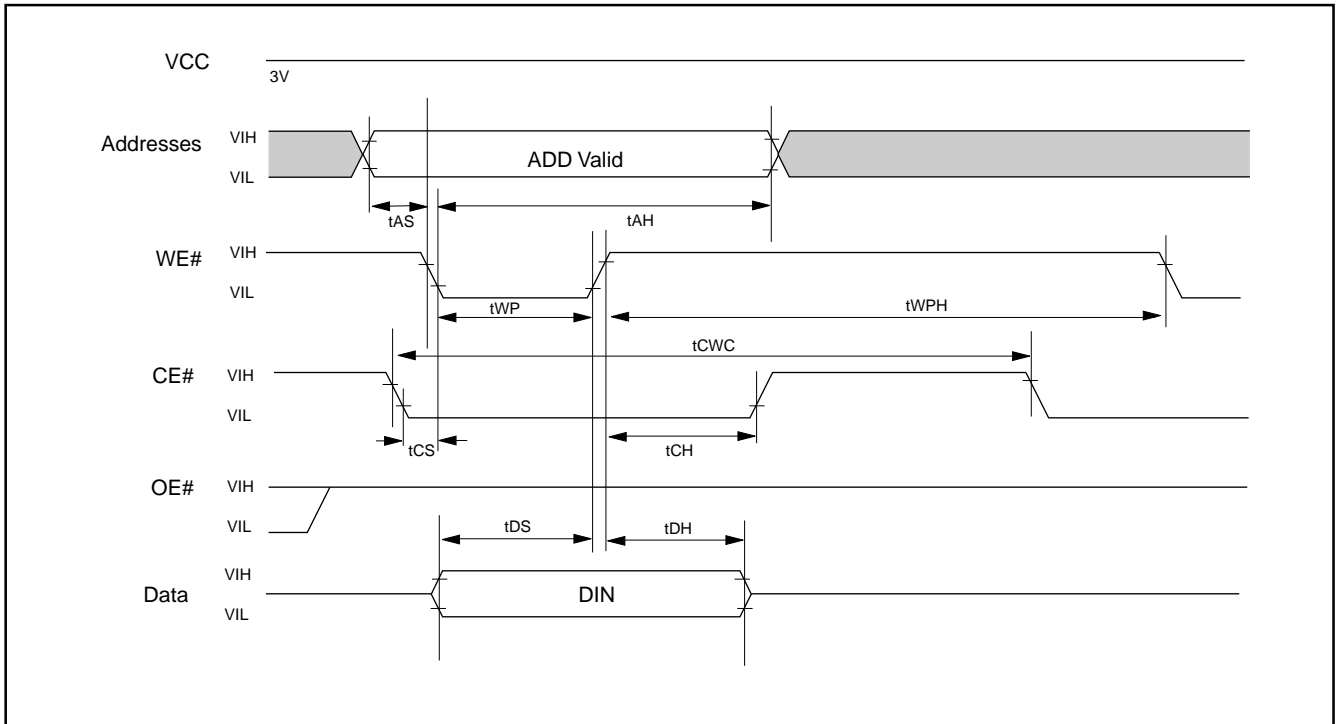 VCC
3V
Addresses
VIH
VIL
ADD Valid
tAS
tAH
WE#
VIH
VIL
tWP
tWPH
tCWC
CE#
VIH
VIL
tCS
tCH
OE#
VIH
VIL
tDS
tDH
Data
VIH
VIL
DIN